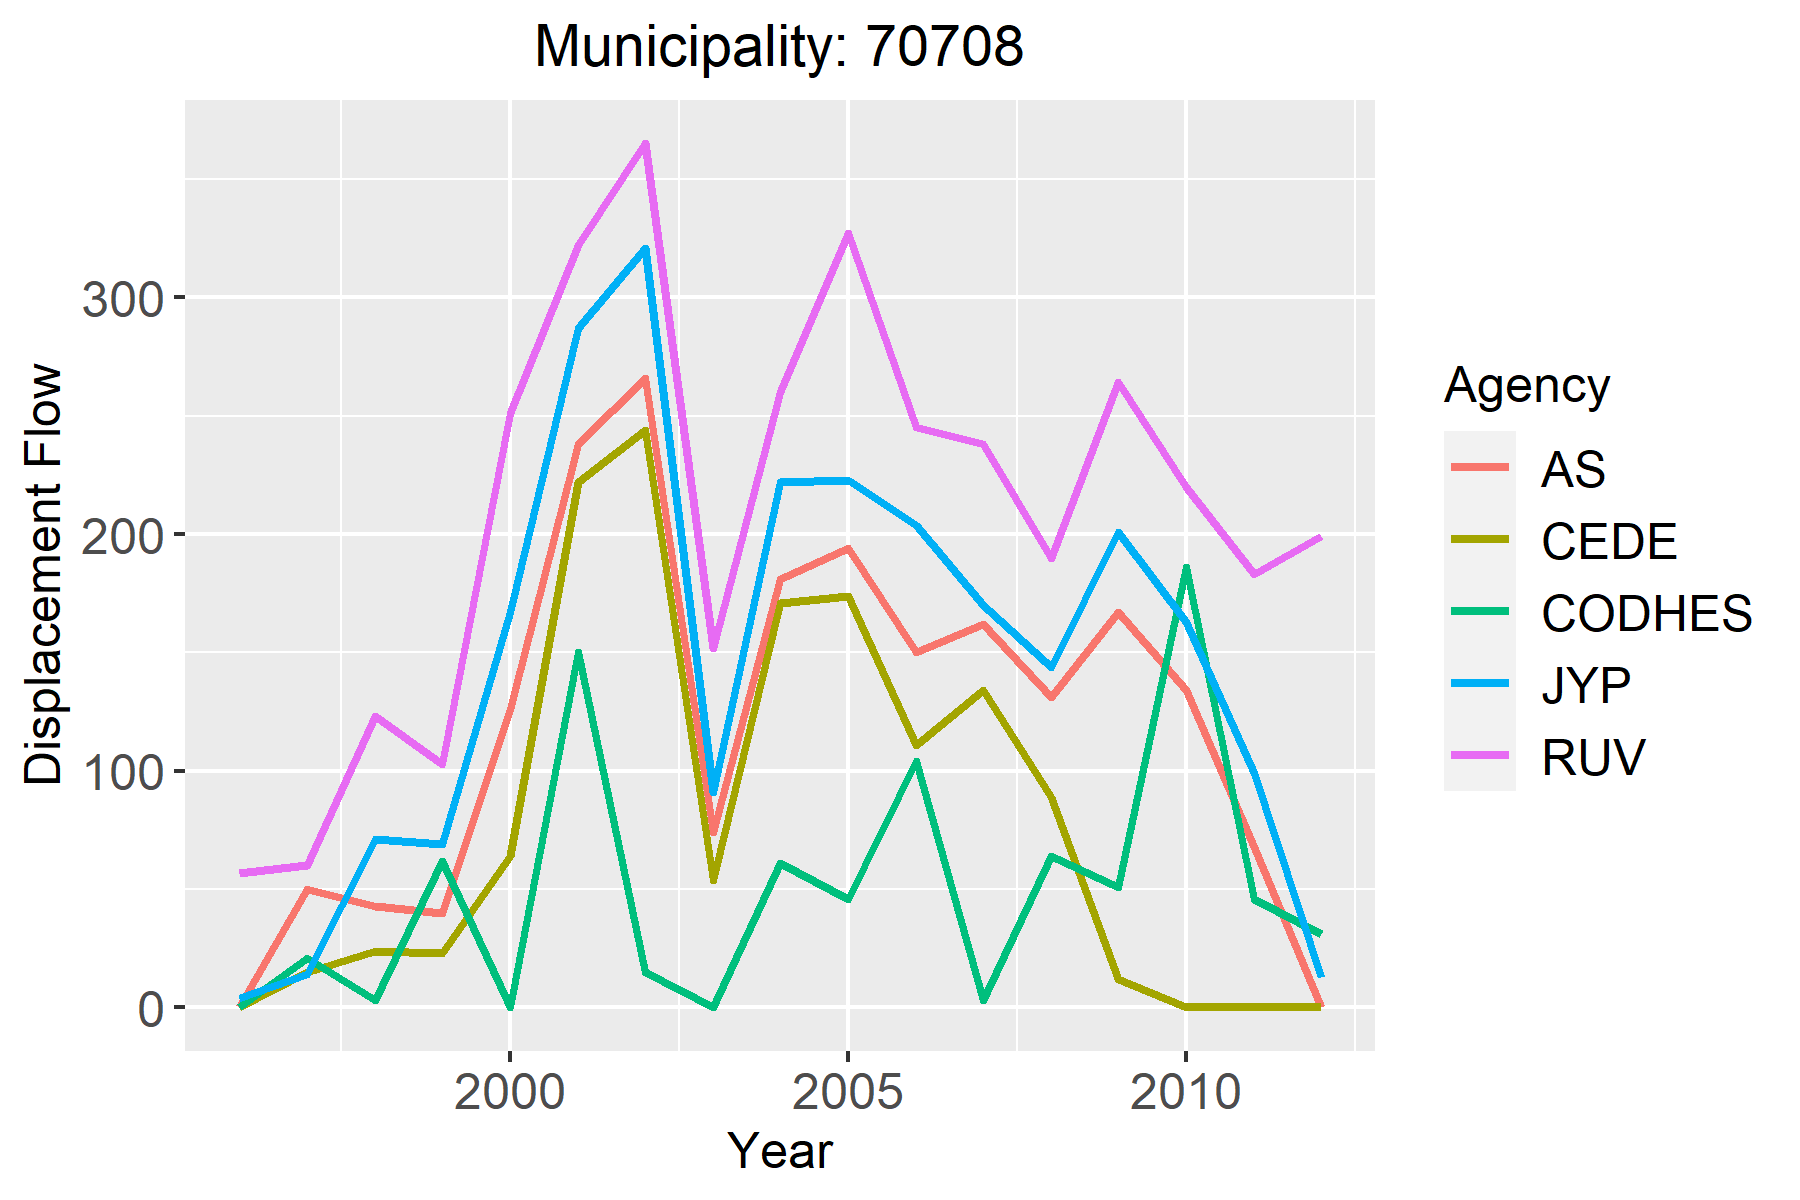 Municipality: 70708
Displacement Flow
300
200
100
0
2000 2005 2010
Year
Agency
AS
CEDE
CODHES
JYP
RUV